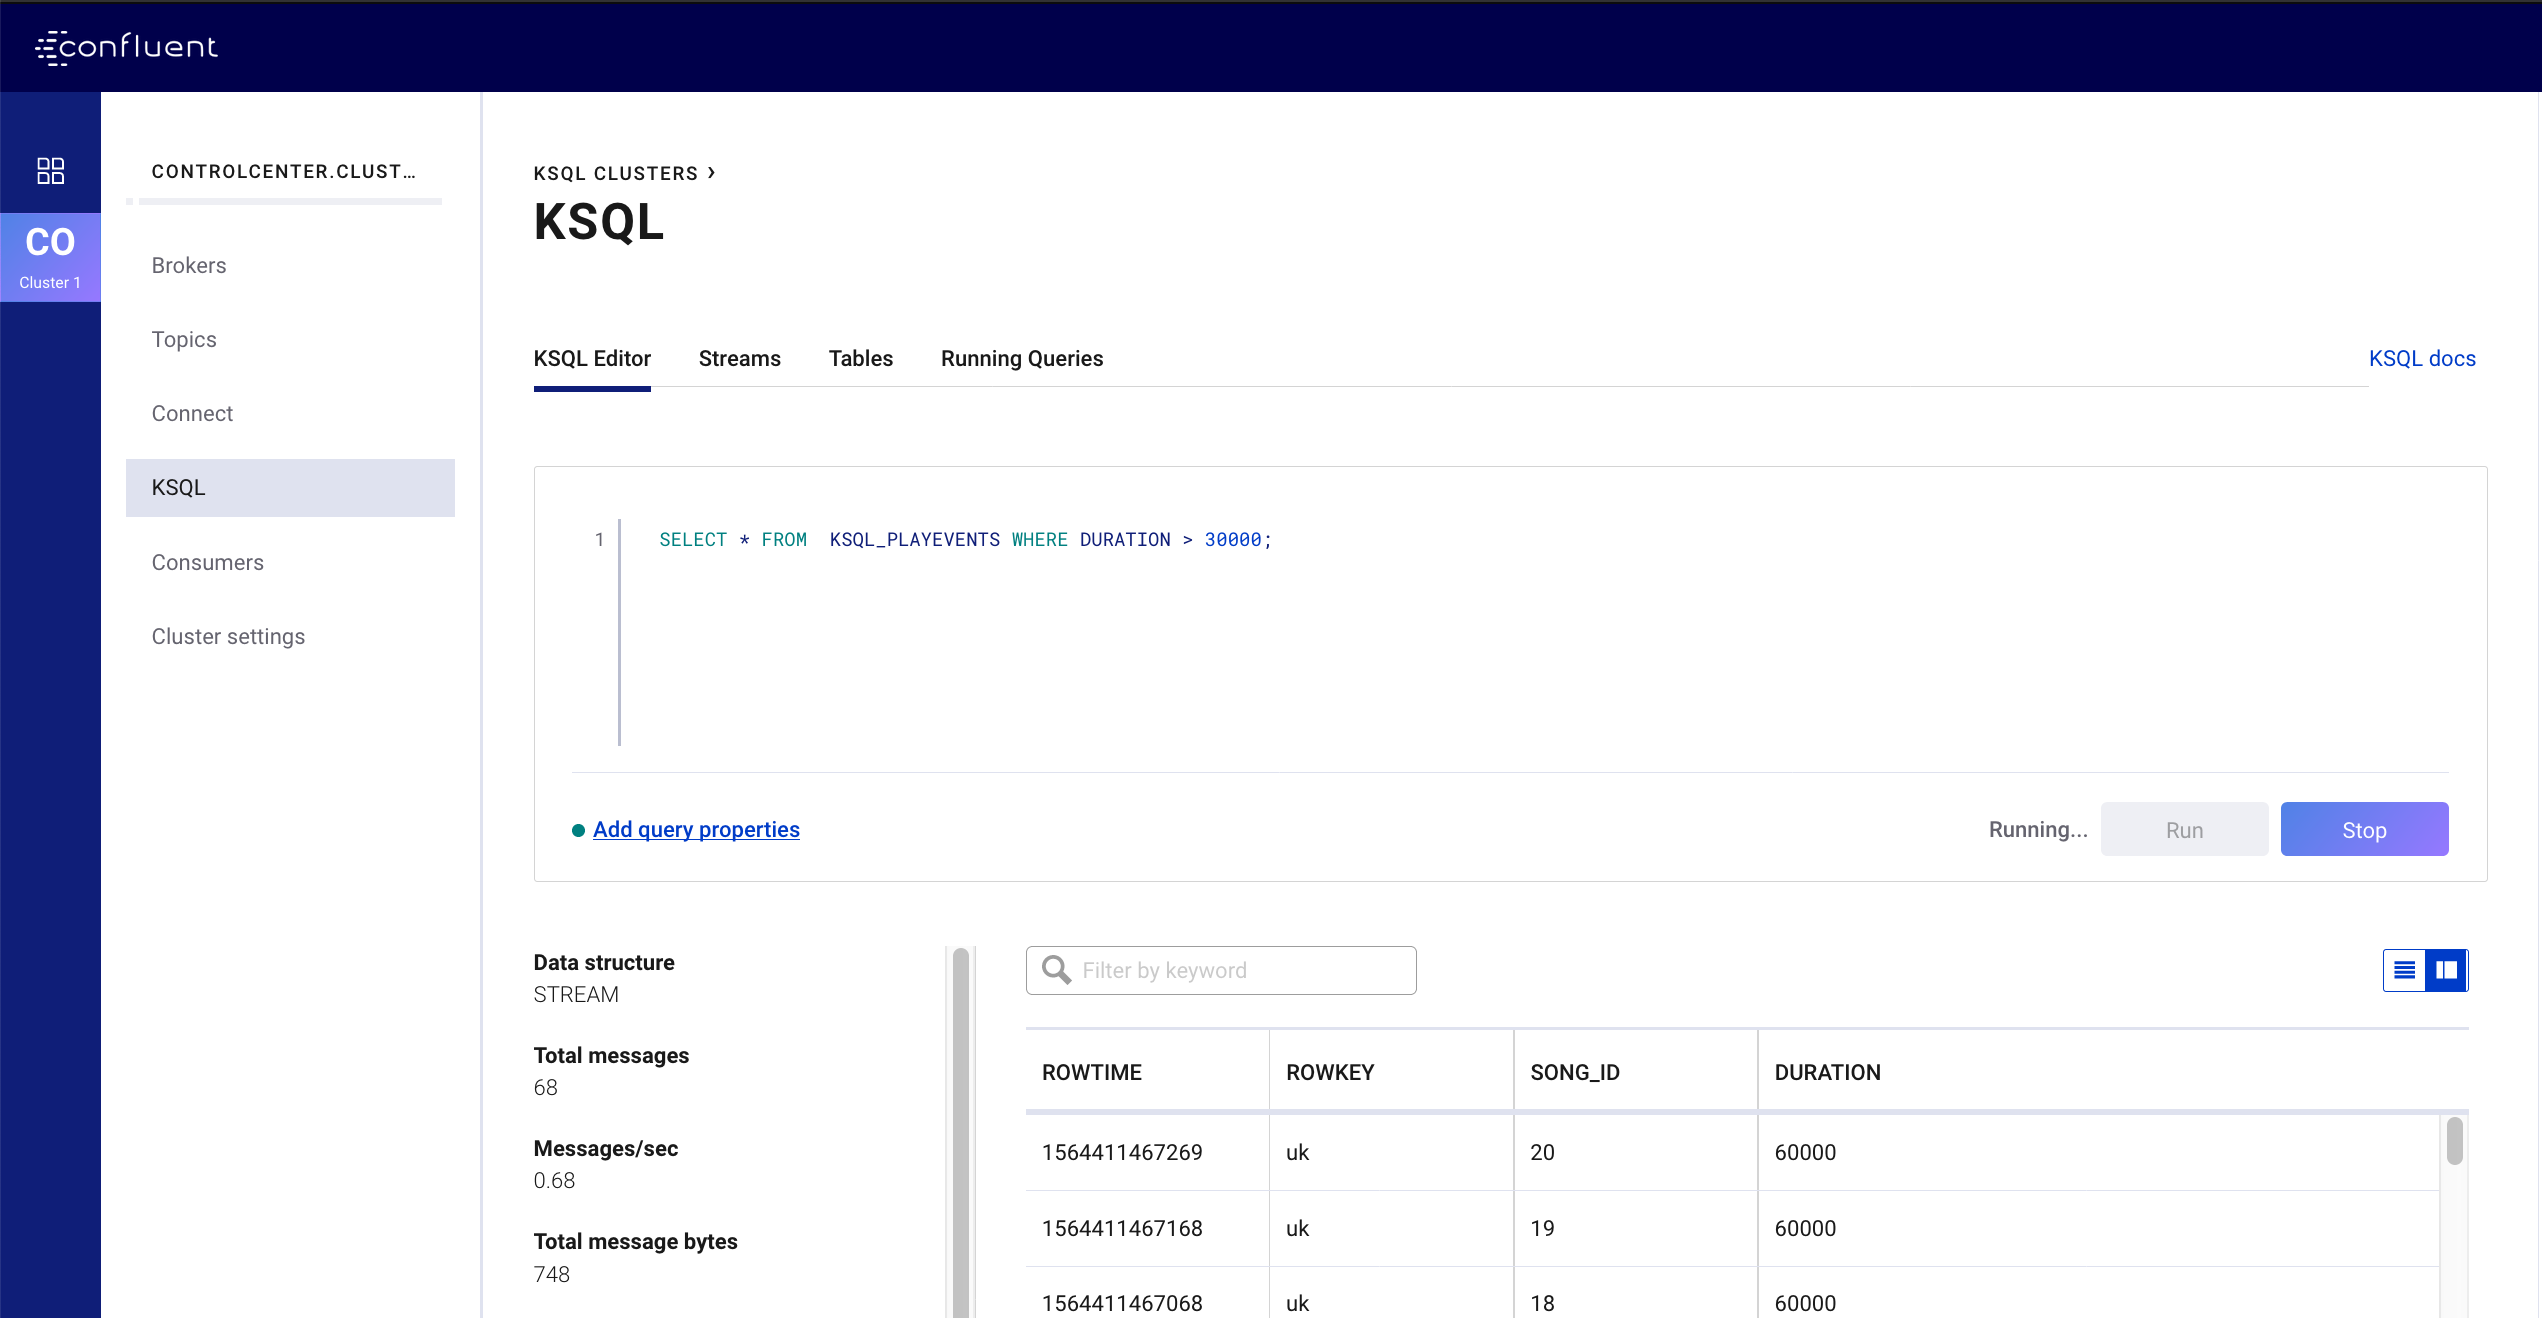 confluent
CONTROLCENTER.CLUST...
CO
Cluster 1
Brokers
Topics
Connect
KSQL
Consumers
Cluster settings
KSQL CLUSTERS ›
KSQL
KSQL Editor Streams Tables Running Queries KSQL docs
1 SELECT * FROM  KSQL_PLAYEVENTS WHERE DURATION > 30000;
Add query properties Running... Run Stop
Data structure
STREAM
Total messages
68
Messages/sec
0.68
Total message bytes
748
Filter by keyword
ROWTIME ROWKEY SONG_ID DURATION
1564411467269 uk 20 60000
1564411467168 uk 19 60000
1564411467068 uk 18 60000